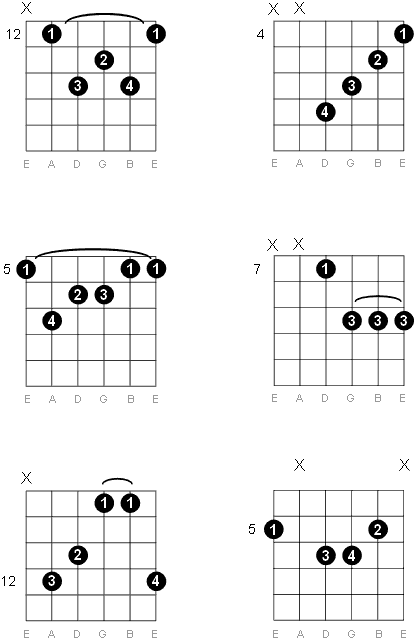 X X X
12 1 1 4 1
2 2
3 4 3
4
E A D G B E E A D G B E
X X
5 1 1 1 7 1
2 3
4 3 3 3
E A D G B E E A D G B E
X X X
1 1
5 1 2
2 3 4
12 3 4
E A D G B E E A D G B E